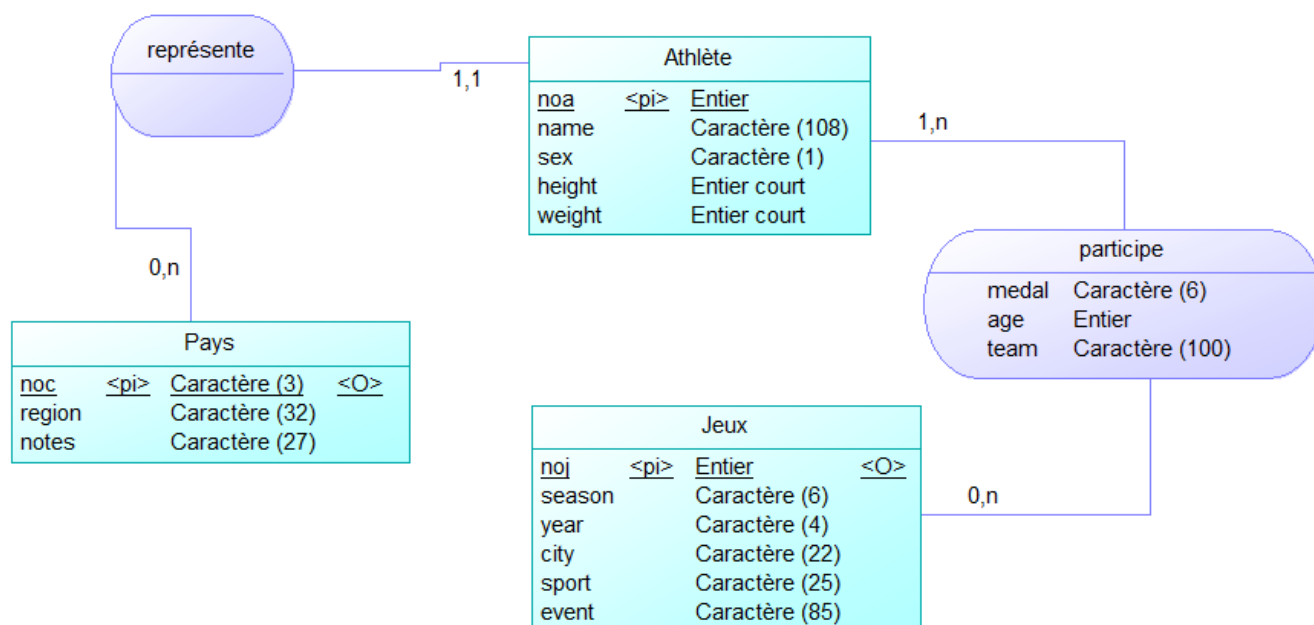 représente
1,1
Athlète
noa <pi> Entier
name Caractère (108)
sex Caractère (1)
height Entier court
weight Entier court
1,n
participe
medal Caractère (6)
age Entier
team Caractère (100)
0,n
Pays
noc <pi> Caractère (3) <O>
region Caractère (32)
notes Caractère (27)
Jeux
noj <pi> Entier <O>
season Caractère (6)
year Caractère (4)
city Caractère (22)
sport Caractère (25)
event Caractère (85)
0,n